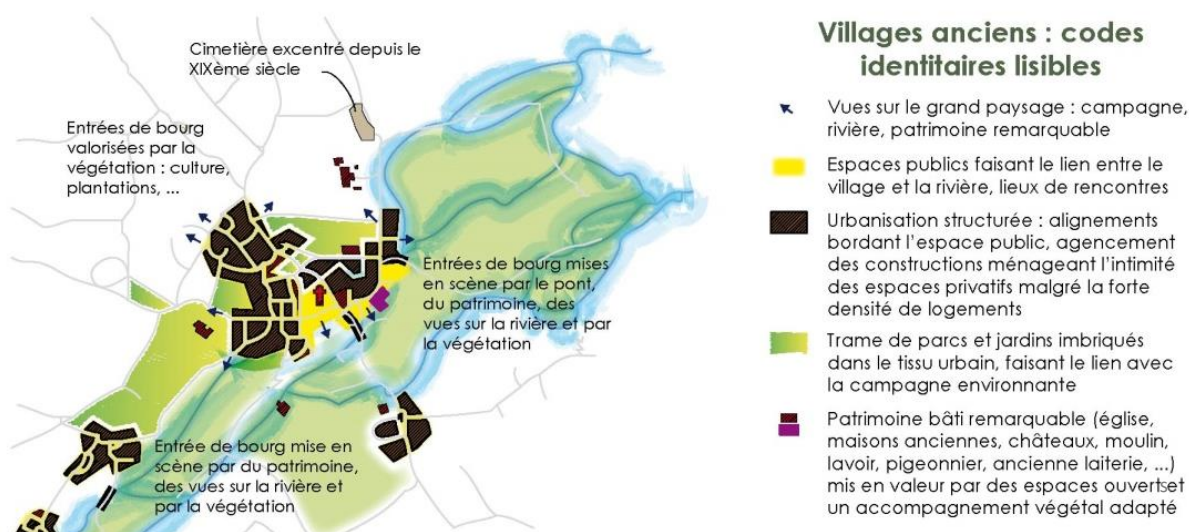 Cimetière excentré depuis le
XIXème siècle
Entrées de bourg
valorisées par la
végétation : culture,
plantations, ...
Entrées de bourg mises
en scène par le pont,
du patrimoine, des
vues sur la rivière et par
la végétation
Entrée de bourg mise en
scène par du patrimoine,
des vues sur la rivière et
par la végétation
Villages anciens : codes
identitaires lisibles
Vues sur le grand paysage : campagne,
rivière, patrimoine remarquable
Espaces publics faisant le lien entre le
village et la rivière, lieux de rencontres
Urbanisation structurée : alignements
bordant l'espace public, agencement
des constructions ménageant l'intimité
des espaces privatifs malgré la forte
densité de logements
Trame de parcs et jardins imbriqués
dans le tissu urbain, faisant le lien avec
la campagne environnante
Patrimoine bâti remarquable (église,
maisons anciennes, châteaux, moulin,
lavoir, pigeonnier, ancienne laiterie, ...)
mis en valeur par des espaces ouverts et
un accompagnement végétal adapté